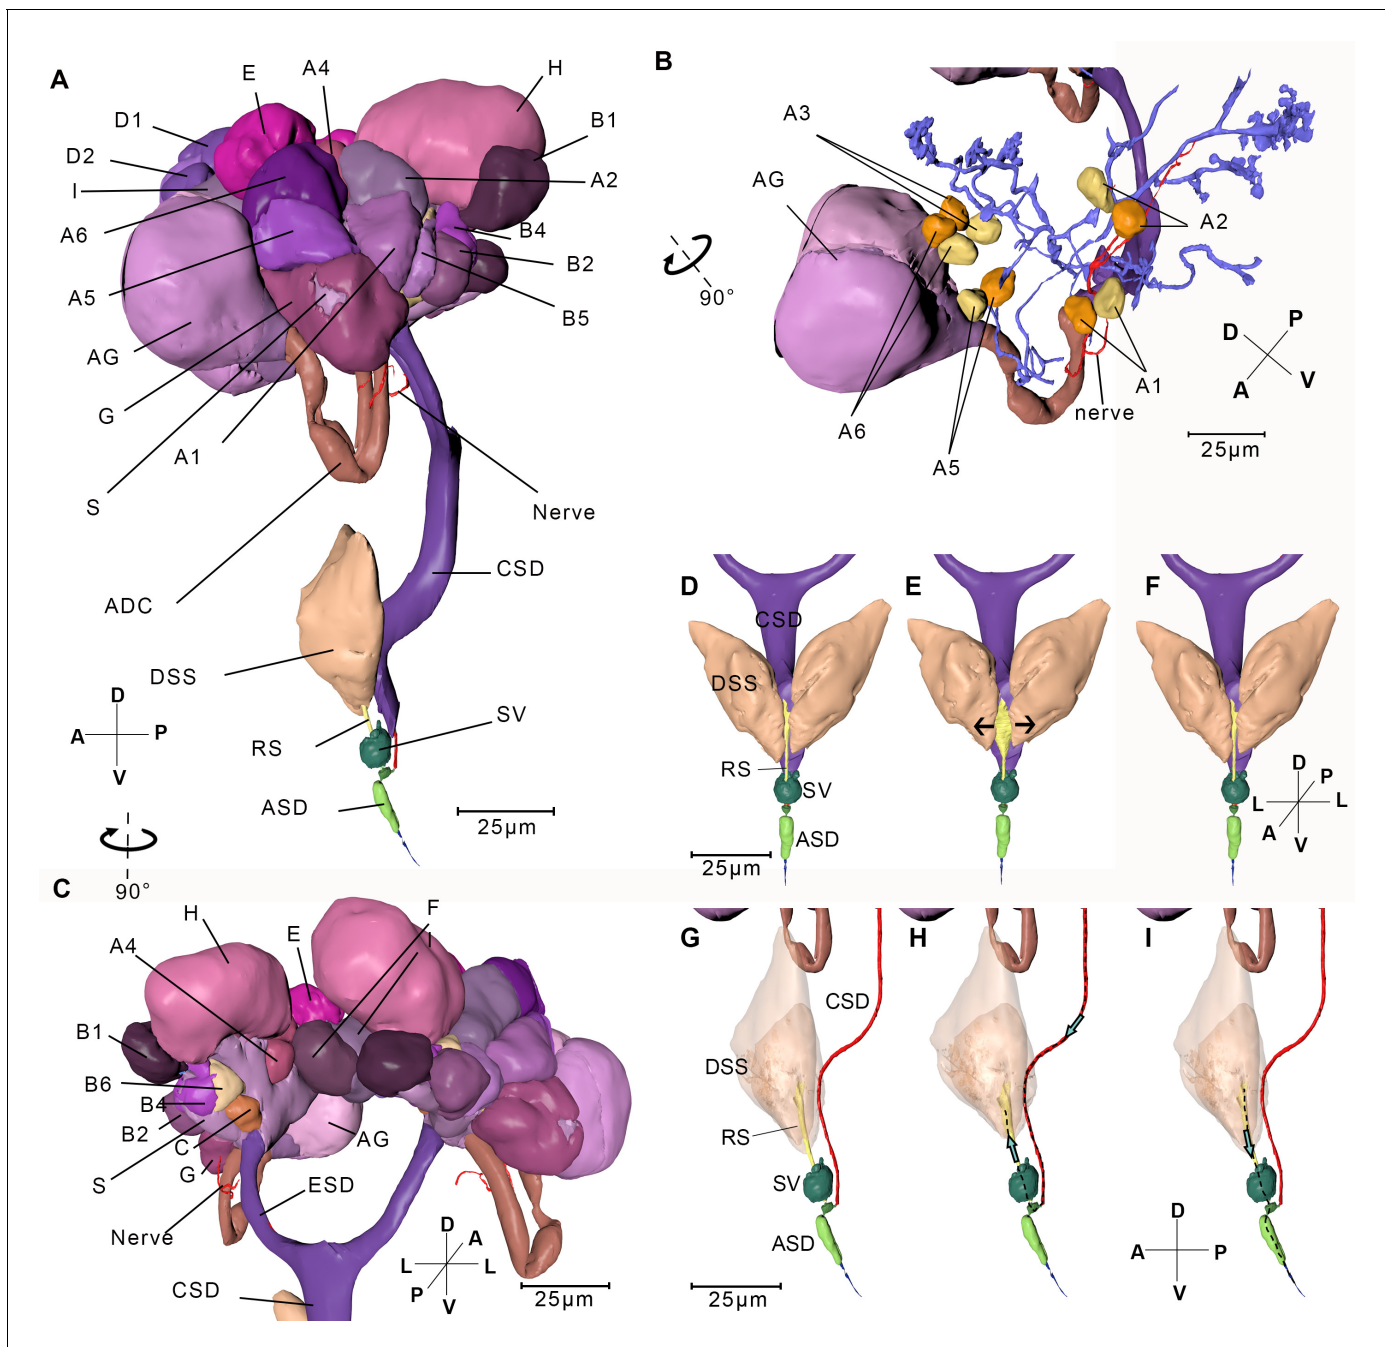 A
E
A4
H
D1
B1
D2
I
A2
A6
B4
B2
A5
B5
AG
G
A1
S
Nerve
ADC
CSD
DSS
D
A
P
V
RS
SV
ASD
25µm
90°
B
A3
AG
A2
90°
D
P
A
V
A1
nerve
A6
A5
25µm
C
H
E
F
I
A4
B1
B6
B4
B2
C
AG
S
G
ESD
Nerve
D
A
L
L
P
V
CSD
25µm
D
CSD
DSS
RS
SV
ASD
25µm
E
F
D
P
L
L
A
V
G
CSD
DSS
RS
SV
ASD
25µm
H
I
D
A
P
V